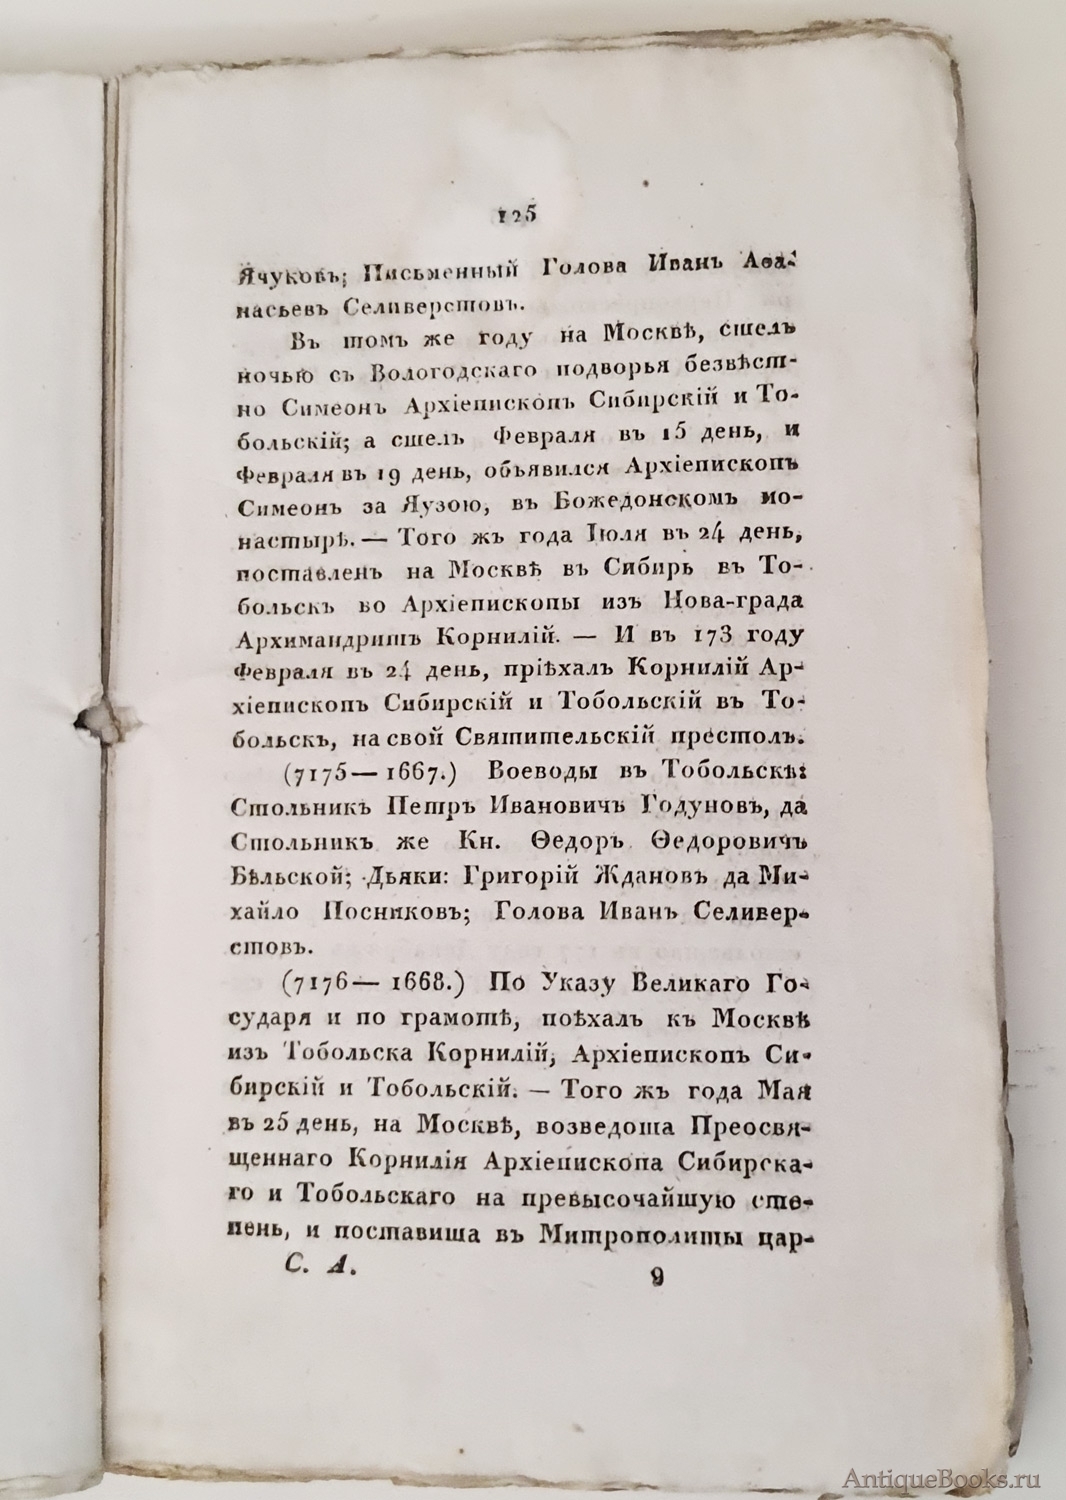 125
Ячуковъ; Письменный Голова Иванъ Аѳа-
насьевъ Селиверстовъ.
Въ томъ же году на Москвѣ, сшелъ
ночью съ Вологодскаго подворья безвѣст-
но Симеонъ Архіепископъ Сибирскій и То-
больскій; а сшелъ Февраля въ 15 день, и
Февраля въ 19 день, объявился Архіепископъ
Симеонъ за Яузою, въ Божедонскомъ мо-
настырѣ. — Того жъ года Іюля въ 24 день,
поставленъ на Москвѣ въ Сибирь въ То-
больскъ во Архіепископы изъ Нова-града
Архимандритъ Корнилій. — И въ 173 году
Февраля въ 24 день, пріѣхалъ Корнилій Ар-
хіепископъ Сибирскій и Тобольскій въ То-
больскъ, на свой Святительскій престолъ.
(7175 — 1667.) Воеводы въ Тобольскѣ:
Стольникъ Петръ Ивановичъ Годуновъ, да
Стольникъ же Кн. Ѳедоръ Ѳедоровичъ
Бѣльской; Дьяки: Григорій Ждановъ да Ми-
хайло Посниковъ; Голова Иванъ Селивер-
стовъ.
(7176 — 1668.) По Указу Великаго Го-
сударя и по грамотѣ, поѣхалъ къ Москвѣ
изъ Тобольска Корнилій, Архіепископъ Си-
бирскій и Тобольскій. — Того жъ года Мая
въ 25 день, на Москвѣ, возведоша Преосвя-
щеннаго Корнилія Архіепископа Сибирска-
го и Тобольскаго на превысочайшую сте-
пень, и поставиша въ Митрополиты цар-
С. А. 9
AntiqueBooks.ru